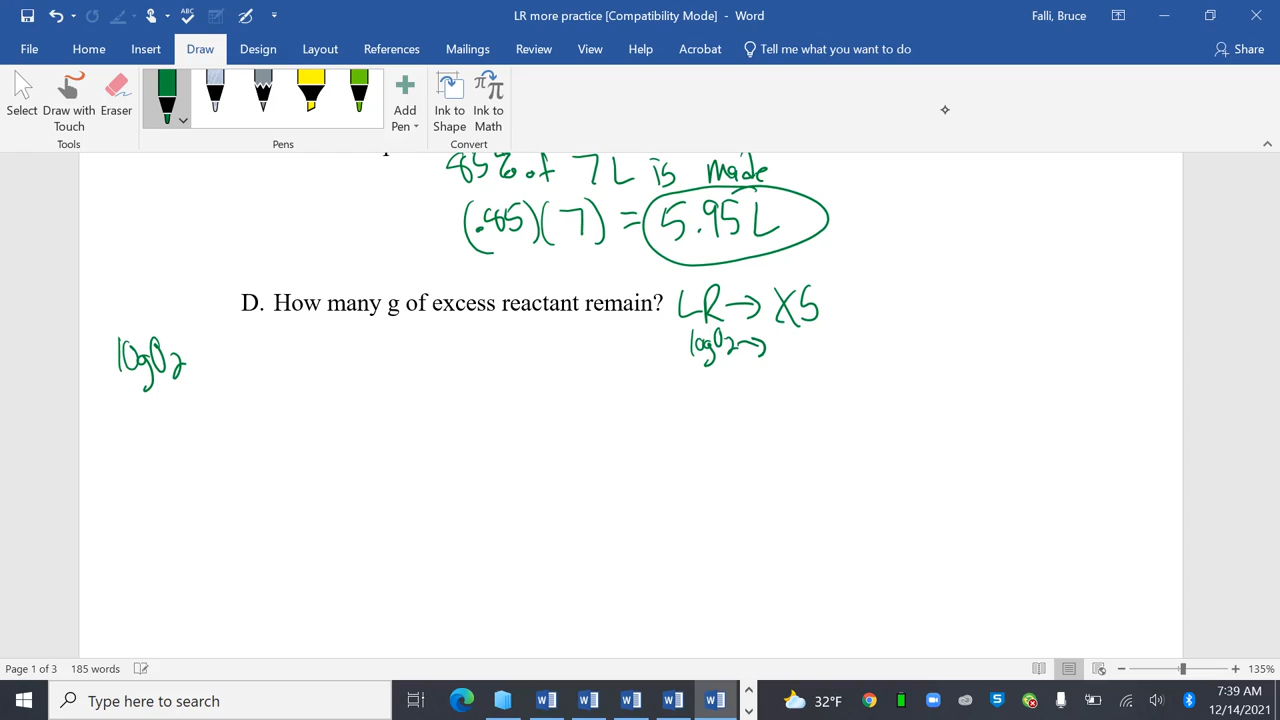 LR more practice [Compatibility Mode] - Word
Falli, Bruce
File Home Insert Draw Design Layout References Mailings Review View Help Acrobat Tell me what you want to do Share
Select Draw with Touch Eraser Add Pen Ink to Shape Ink to Math
Tools Pens Convert
85% of 7 L is made
(.85)(7) = 5.95 L
D. How many g of excess reactant remain? LR → XS
10g O2 →
10g O2
Page 1 of 3 185 words 135%
Type here to search 32°F 7:39 AM
12/14/2021